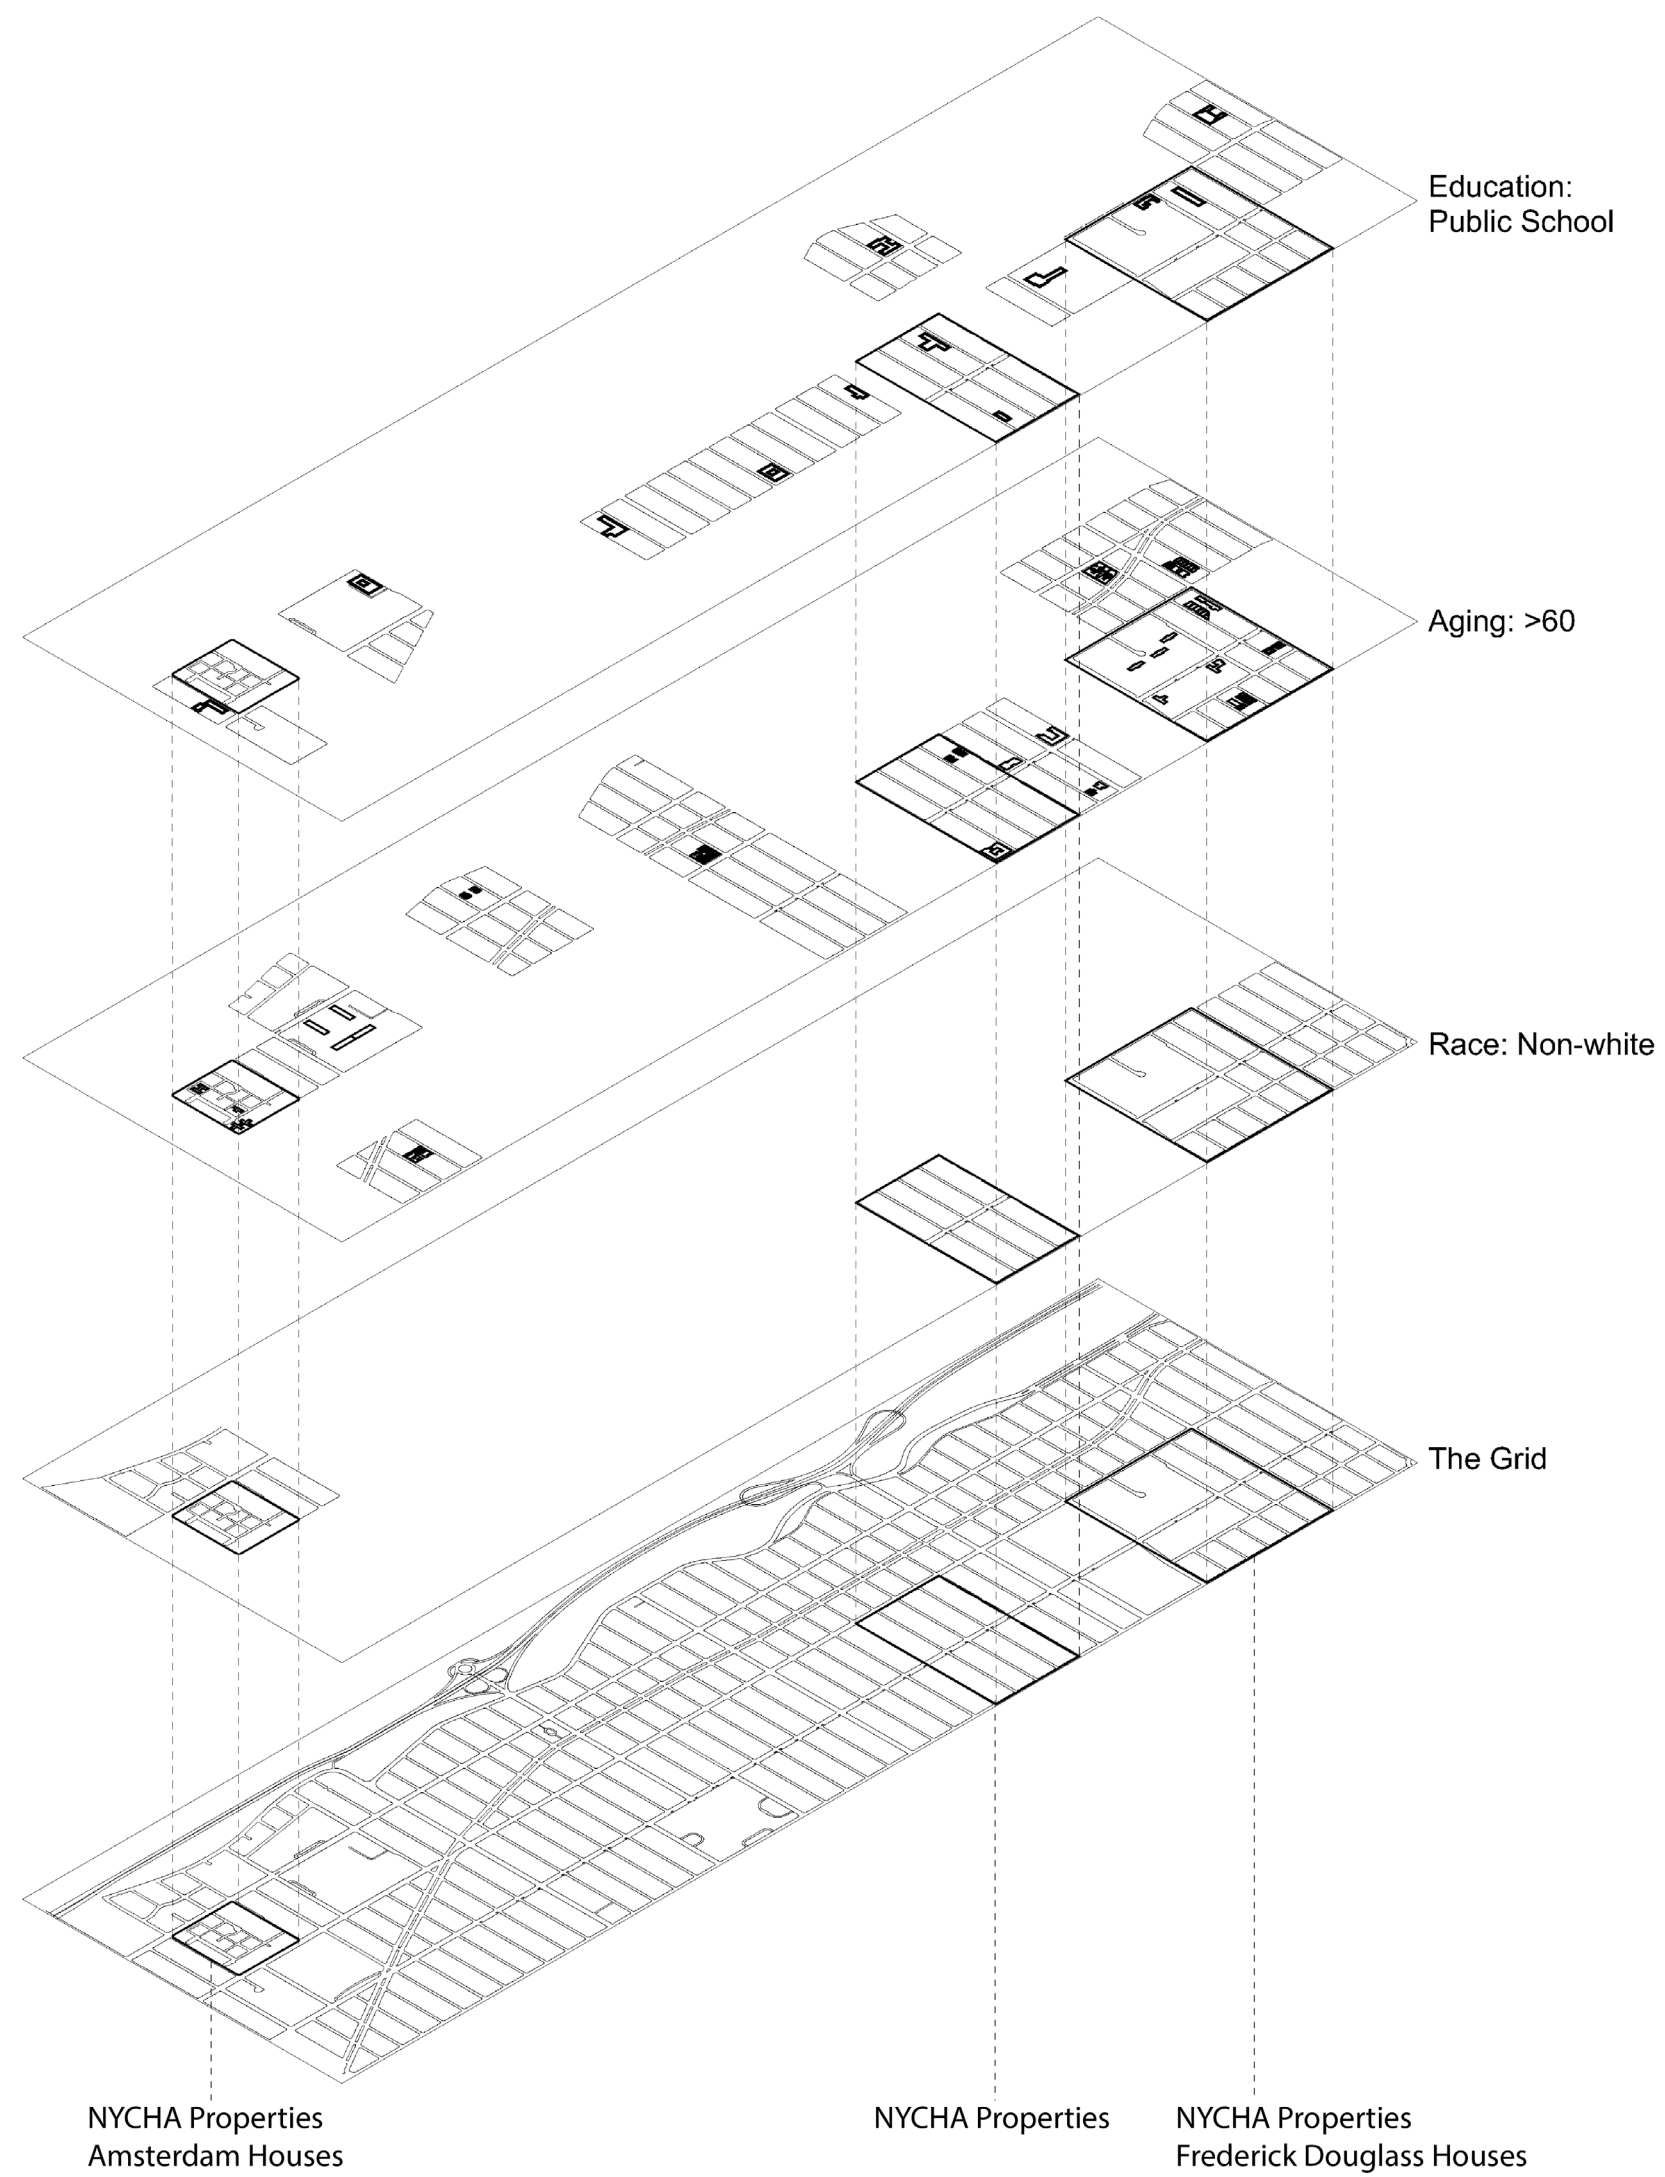 Education:
Public School
Aging: >60
Race: Non-white
The Grid
NYCHA Properties
Amsterdam Houses
NYCHA Properties
NYCHA Properties
Frederick Douglass Houses